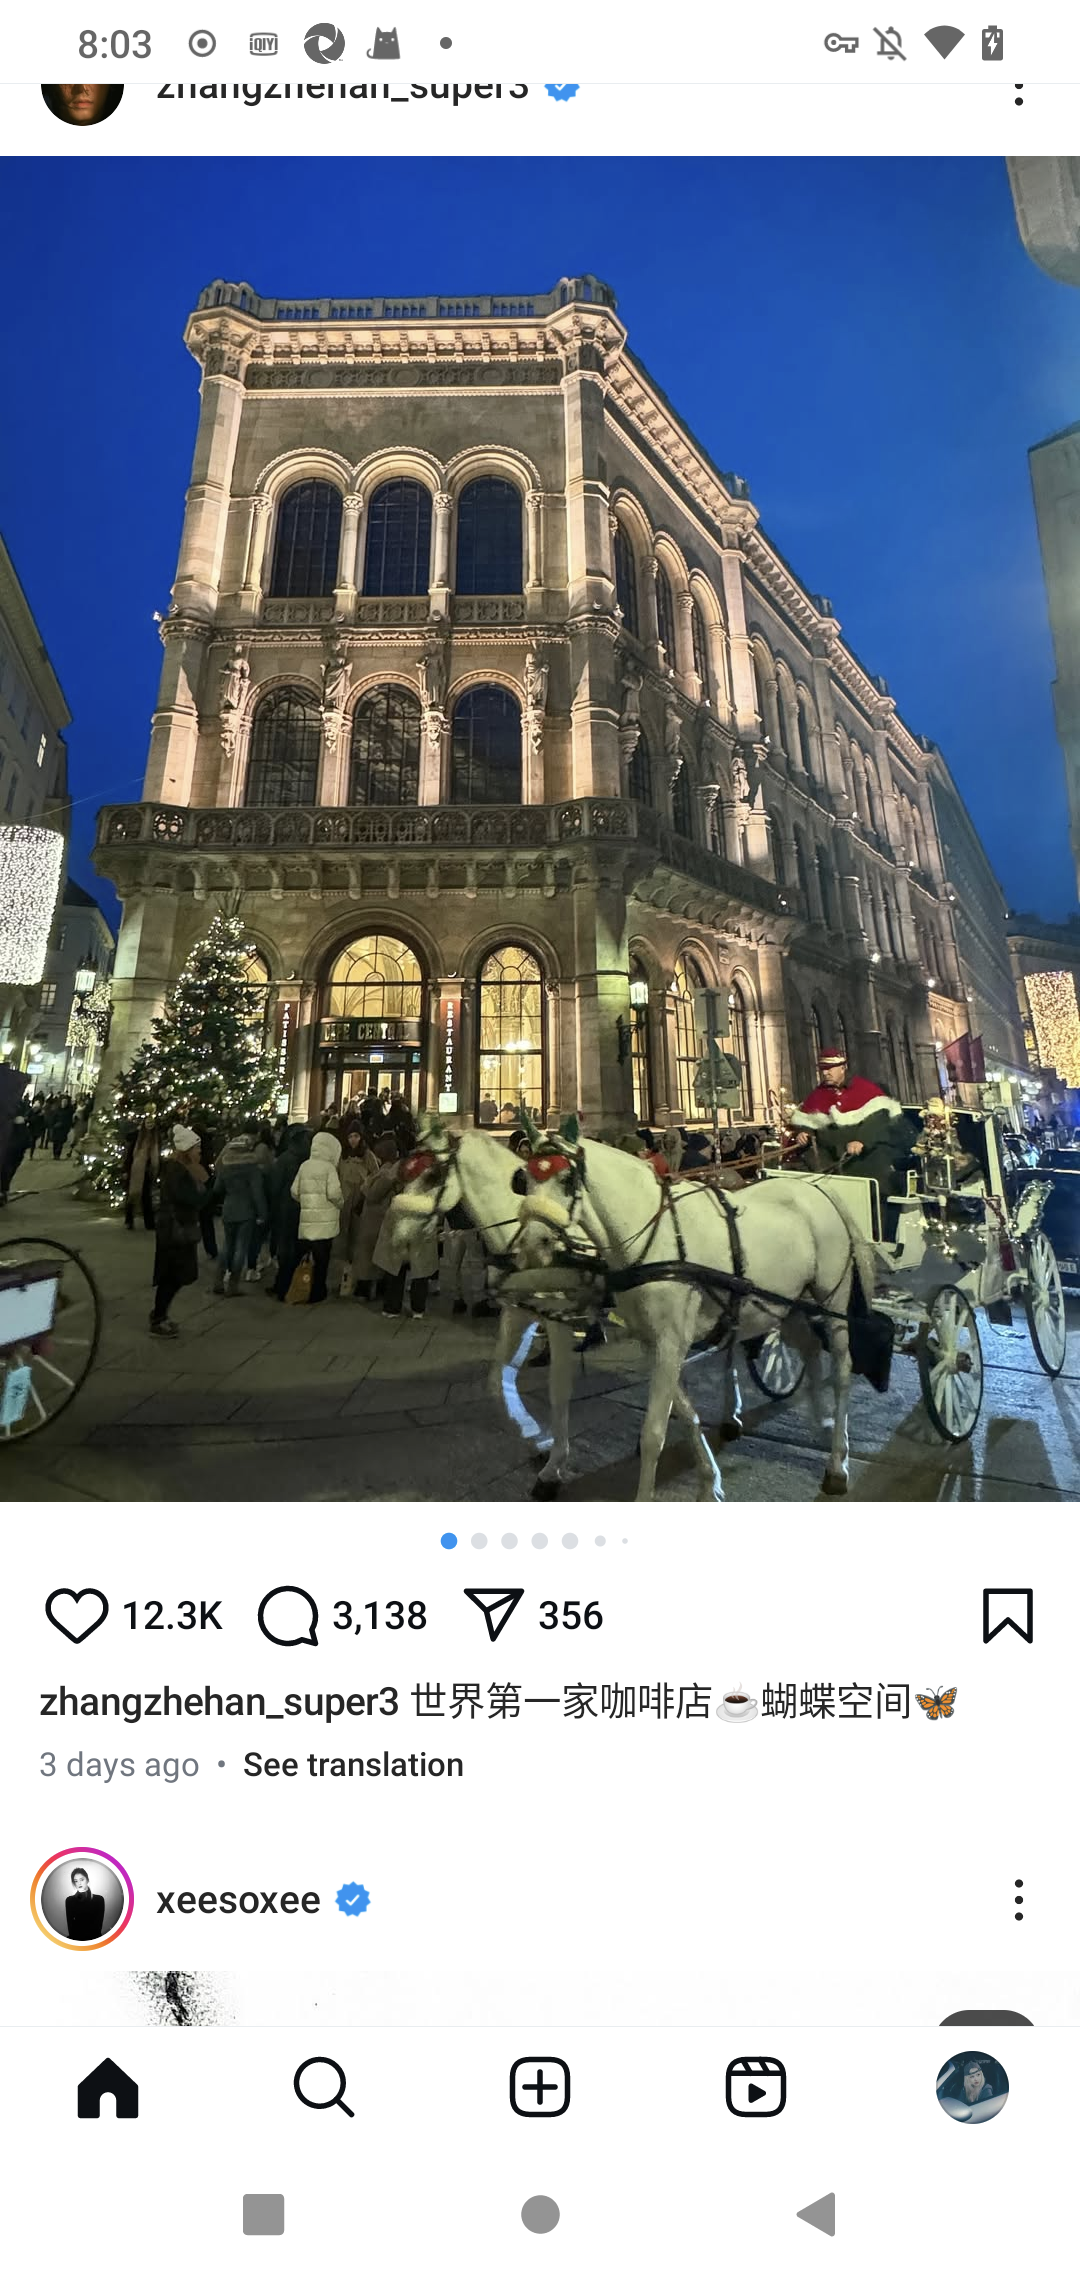 8:03
iQIYI
zhangzhehan_super3
PATISSERIE
CAFE CENTRAL
RESTAURANT
12.3K 3,138 356
zhangzhehan_super3 世界第一家咖啡店☕蝴蝶空间🦋
3 days ago • See translation
xeesoxee